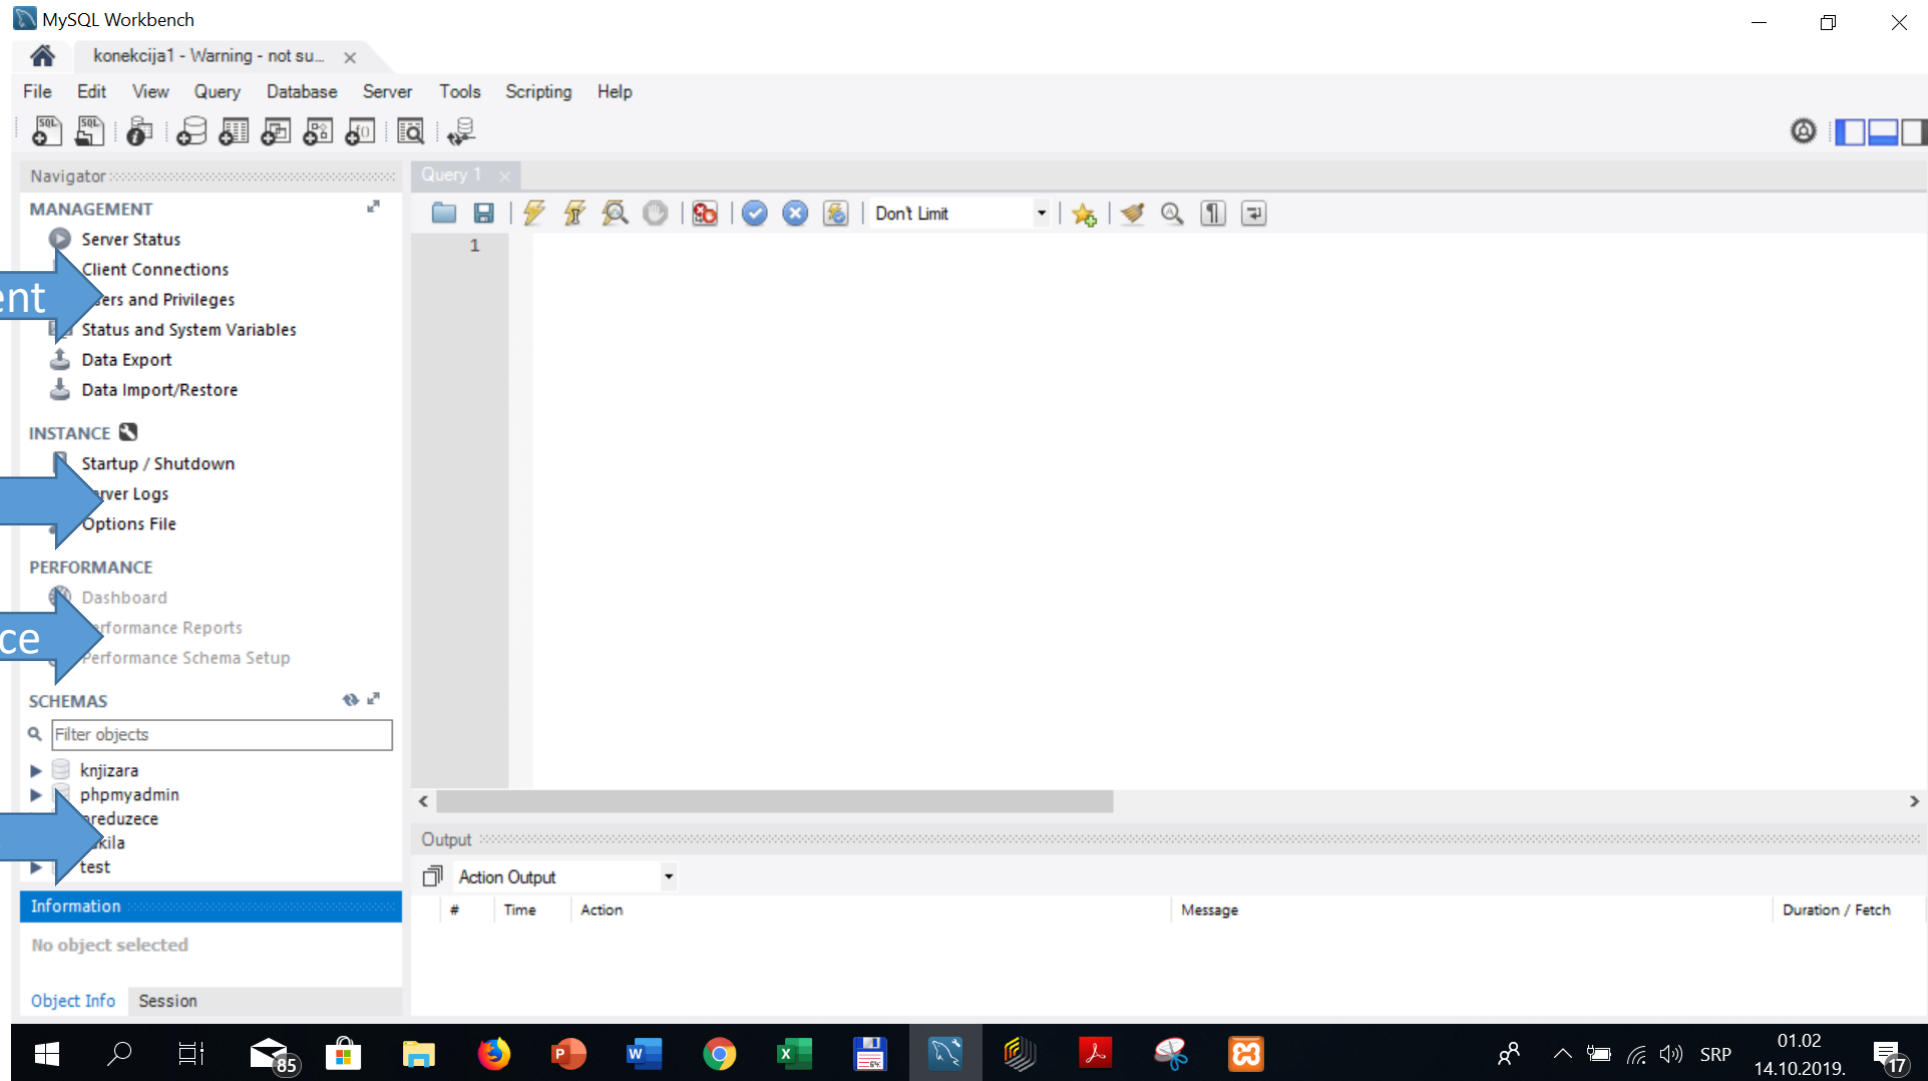 MySQL Workbench
konekcija1 - Warning - not su...
File Edit View Query Database Server Tools Scripting Help
Navigator
Query 1
MANAGEMENT
Don't Limit
Server Status
1
Client Connections
ent
ers and Privileges
Status and System Variables
Data Export
Data Import/Restore
INSTANCE
Startup / Shutdown
rver Logs
Options File
PERFORMANCE
Dashboard
ce
rformance Reports
Performance Schema Setup
SCHEMAS
Filter objects
knjizara
phpmyadmin
preduzece
kila
test
Output
Action Output
# Time Action Message Duration / Fetch
Information
No object selected
Object Info Session
85
SRP
01.02
14.10.2019.
17